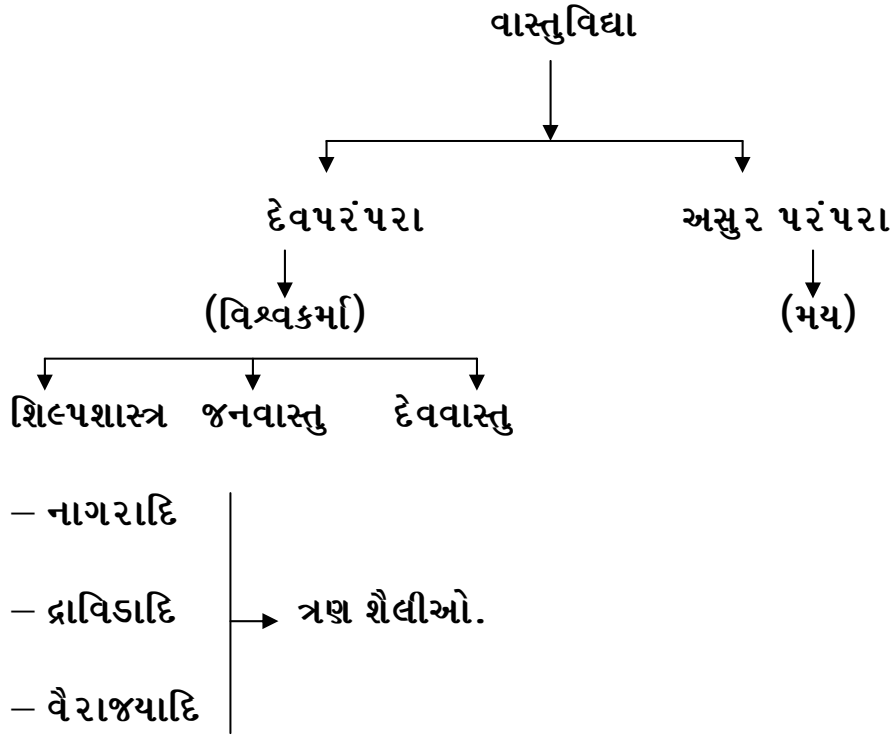 વાસ્તુવિદ્યા
દેવપરંપરા અસુર પરંપરા
(વિશ્વકર્મા) (મય)
શિલ્પશાસ્ત્ર જનવાસ્તુ દેવવાસ્તુ
– નાગરાદિ
– દ્રાવિડાદિ ત્રણ શૈલીઓ.
– વૈરાજયાદિ